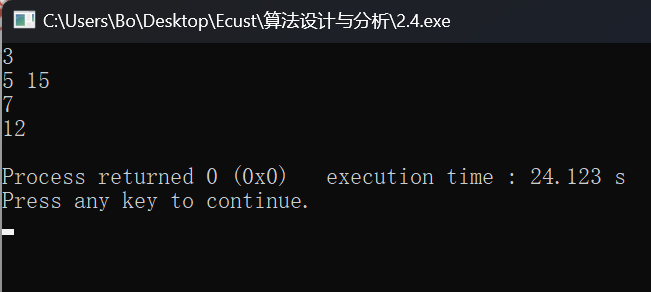 C:\Users\Bo\Desktop\Ecust\算法设计与分析\2.4.exe
3
5 15
7
12
Process returned 0 (0x0)   execution time : 24.123 s
Press any key to continue.